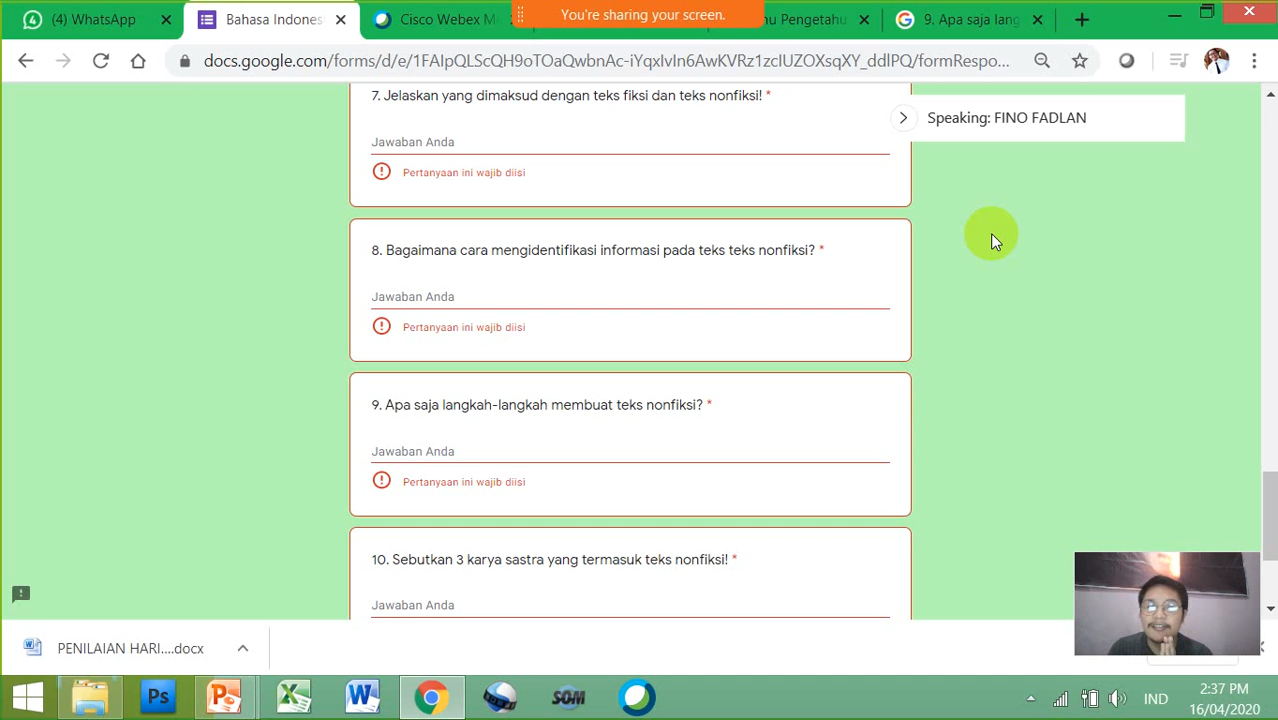 (4) WhatsApp
Bahasa Indones
Cisco Webex M
You're sharing your screen.
mu Pengetahu
9. Apa saja lang
docs.google.com/forms/d/e/1FAIpQLScQH9oTOaQwbnAc-iYqxIvIn6AwKVRz1zcIUZOXsqXY_ddlPQ/formRespo...
7. Jelaskan yang dimaksud dengan teks fiksi dan teks nonfiksi! *
Speaking: FINO FADLAN
Jawaban Anda
Pertanyaan ini wajib diisi
8. Bagaimana cara mengidentifikasi informasi pada teks teks nonfiksi? *
Jawaban Anda
Pertanyaan ini wajib diisi
9. Apa saja langkah-langkah membuat teks nonfiksi? *
Jawaban Anda
Pertanyaan ini wajib diisi
10. Sebutkan 3 karya sastra yang termasuk teks nonfiksi! *
Jawaban Anda
PENILAIAN HARI....docx
Ps
SOM
IND
2:37 PM
16/04/2020